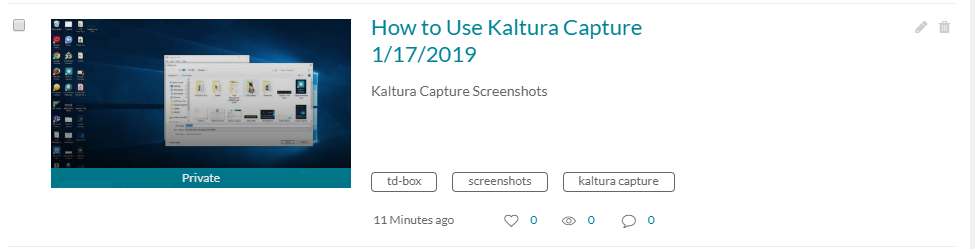 How to Use Kaltura Capture
1/17/2019
Kaltura Capture Screenshots
Private
td-box screenshots kaltura capture
11 Minutes ago 0 0 0